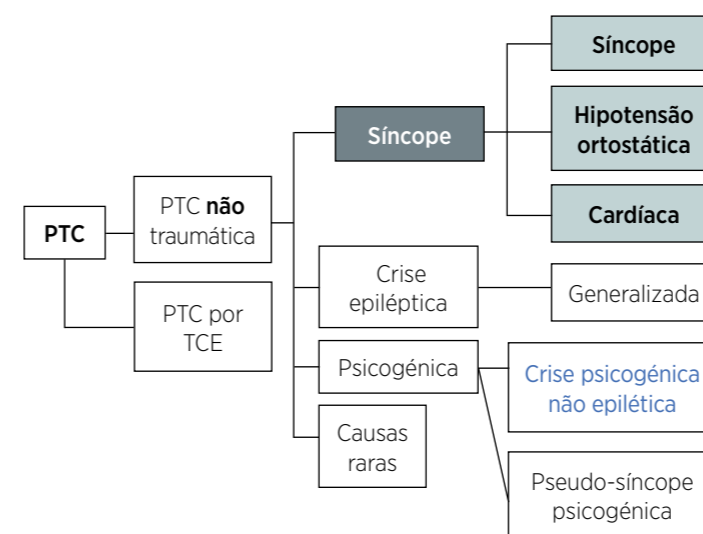 PTC
PTC não
traumática
PTC por
TCE
Síncope
Síncope
Hipotensão
ortostática
Cardíaca
Crise
epiléptica
Generalizada
Psicogénica
Crise psicogénica
não epilética
Pseudo-síncope
psicogénica
Causas
raras